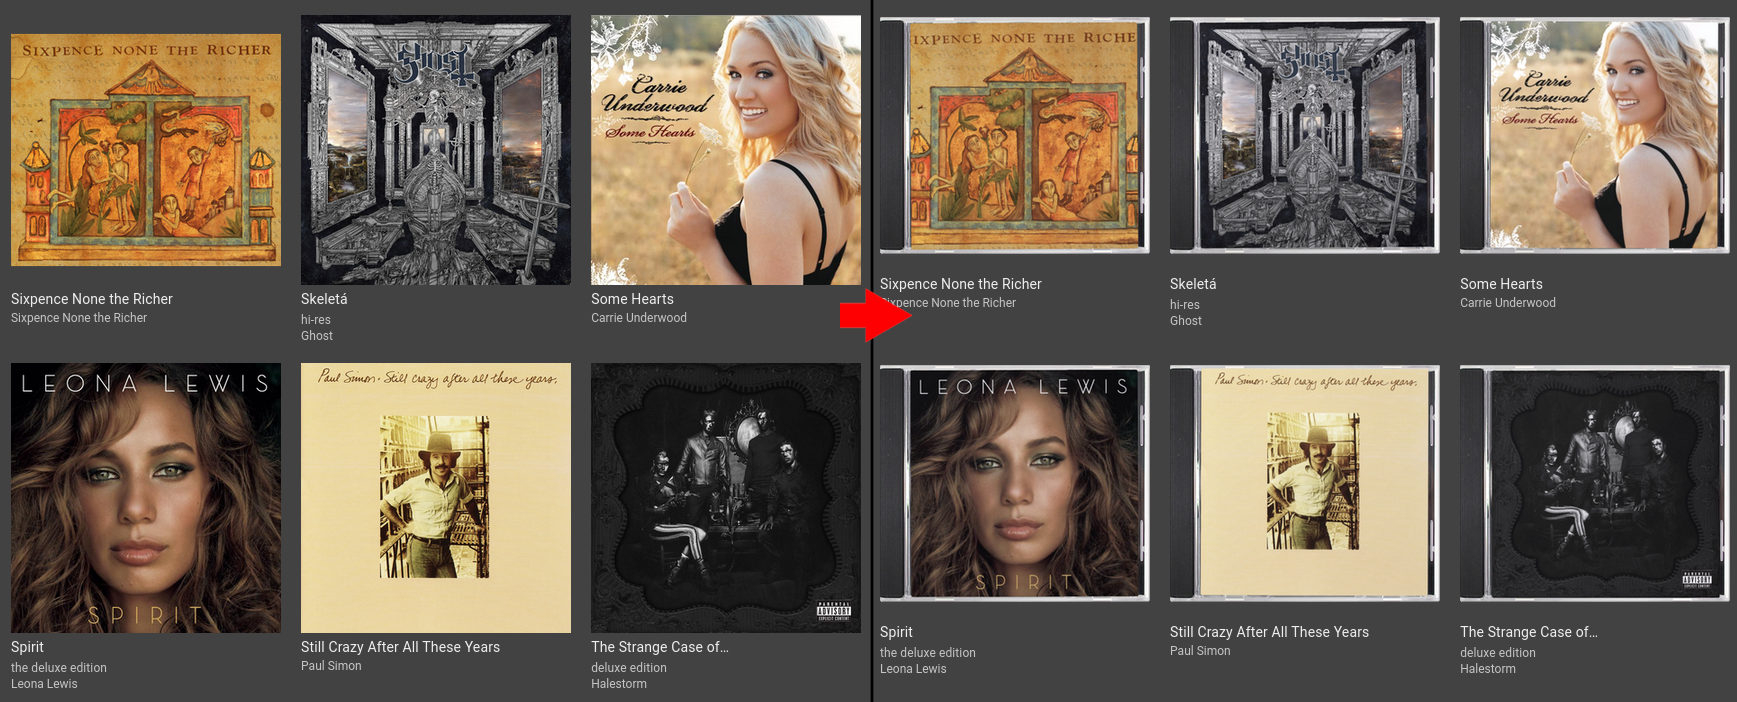 SIXPENCE NONE THE RICHER
Ghost
Carrie
Underwood
Some Hearts
IXPENCE NONE THE RICHE
Ghost
Carrie
Underwood
Some Hearts
Sixpence None the Richer
Sixpence None the Richer
Skeletá
hi-res
Ghost
Some Hearts
Carrie Underwood
Sixpence None the Richer
Sixpence None the Richer
Skeletá
hi-res
Ghost
Some Hearts
Carrie Underwood
LEONA LEWIS
SPIRIT
Paul Simon · Still crazy after all these years.
PARENTAL
ADVISORY
EXPLICIT CONTENT
LEONA LEWIS
SPIRIT
Paul Simon · Still crazy after all these years.
PARENTAL
ADVISORY
EXPLICIT CONTENT
Spirit
the deluxe edition
Leona Lewis
Still Crazy After All These Years
Paul Simon
The Strange Case of…
deluxe edition
Halestorm
Spirit
the deluxe edition
Leona Lewis
Still Crazy After All These Years
Paul Simon
The Strange Case of…
deluxe edition
Halestorm